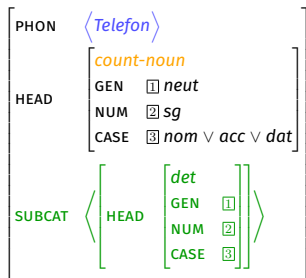 PHON ⟨Telefon⟩
count-noun
GEN 1 neut
HEAD
NUM 2 sg
CASE 3 nom ∨ acc ∨ dat
det
GEN 1
SUBCAT ⟨ HEAD
NUM 2
CASE 3 ⟩